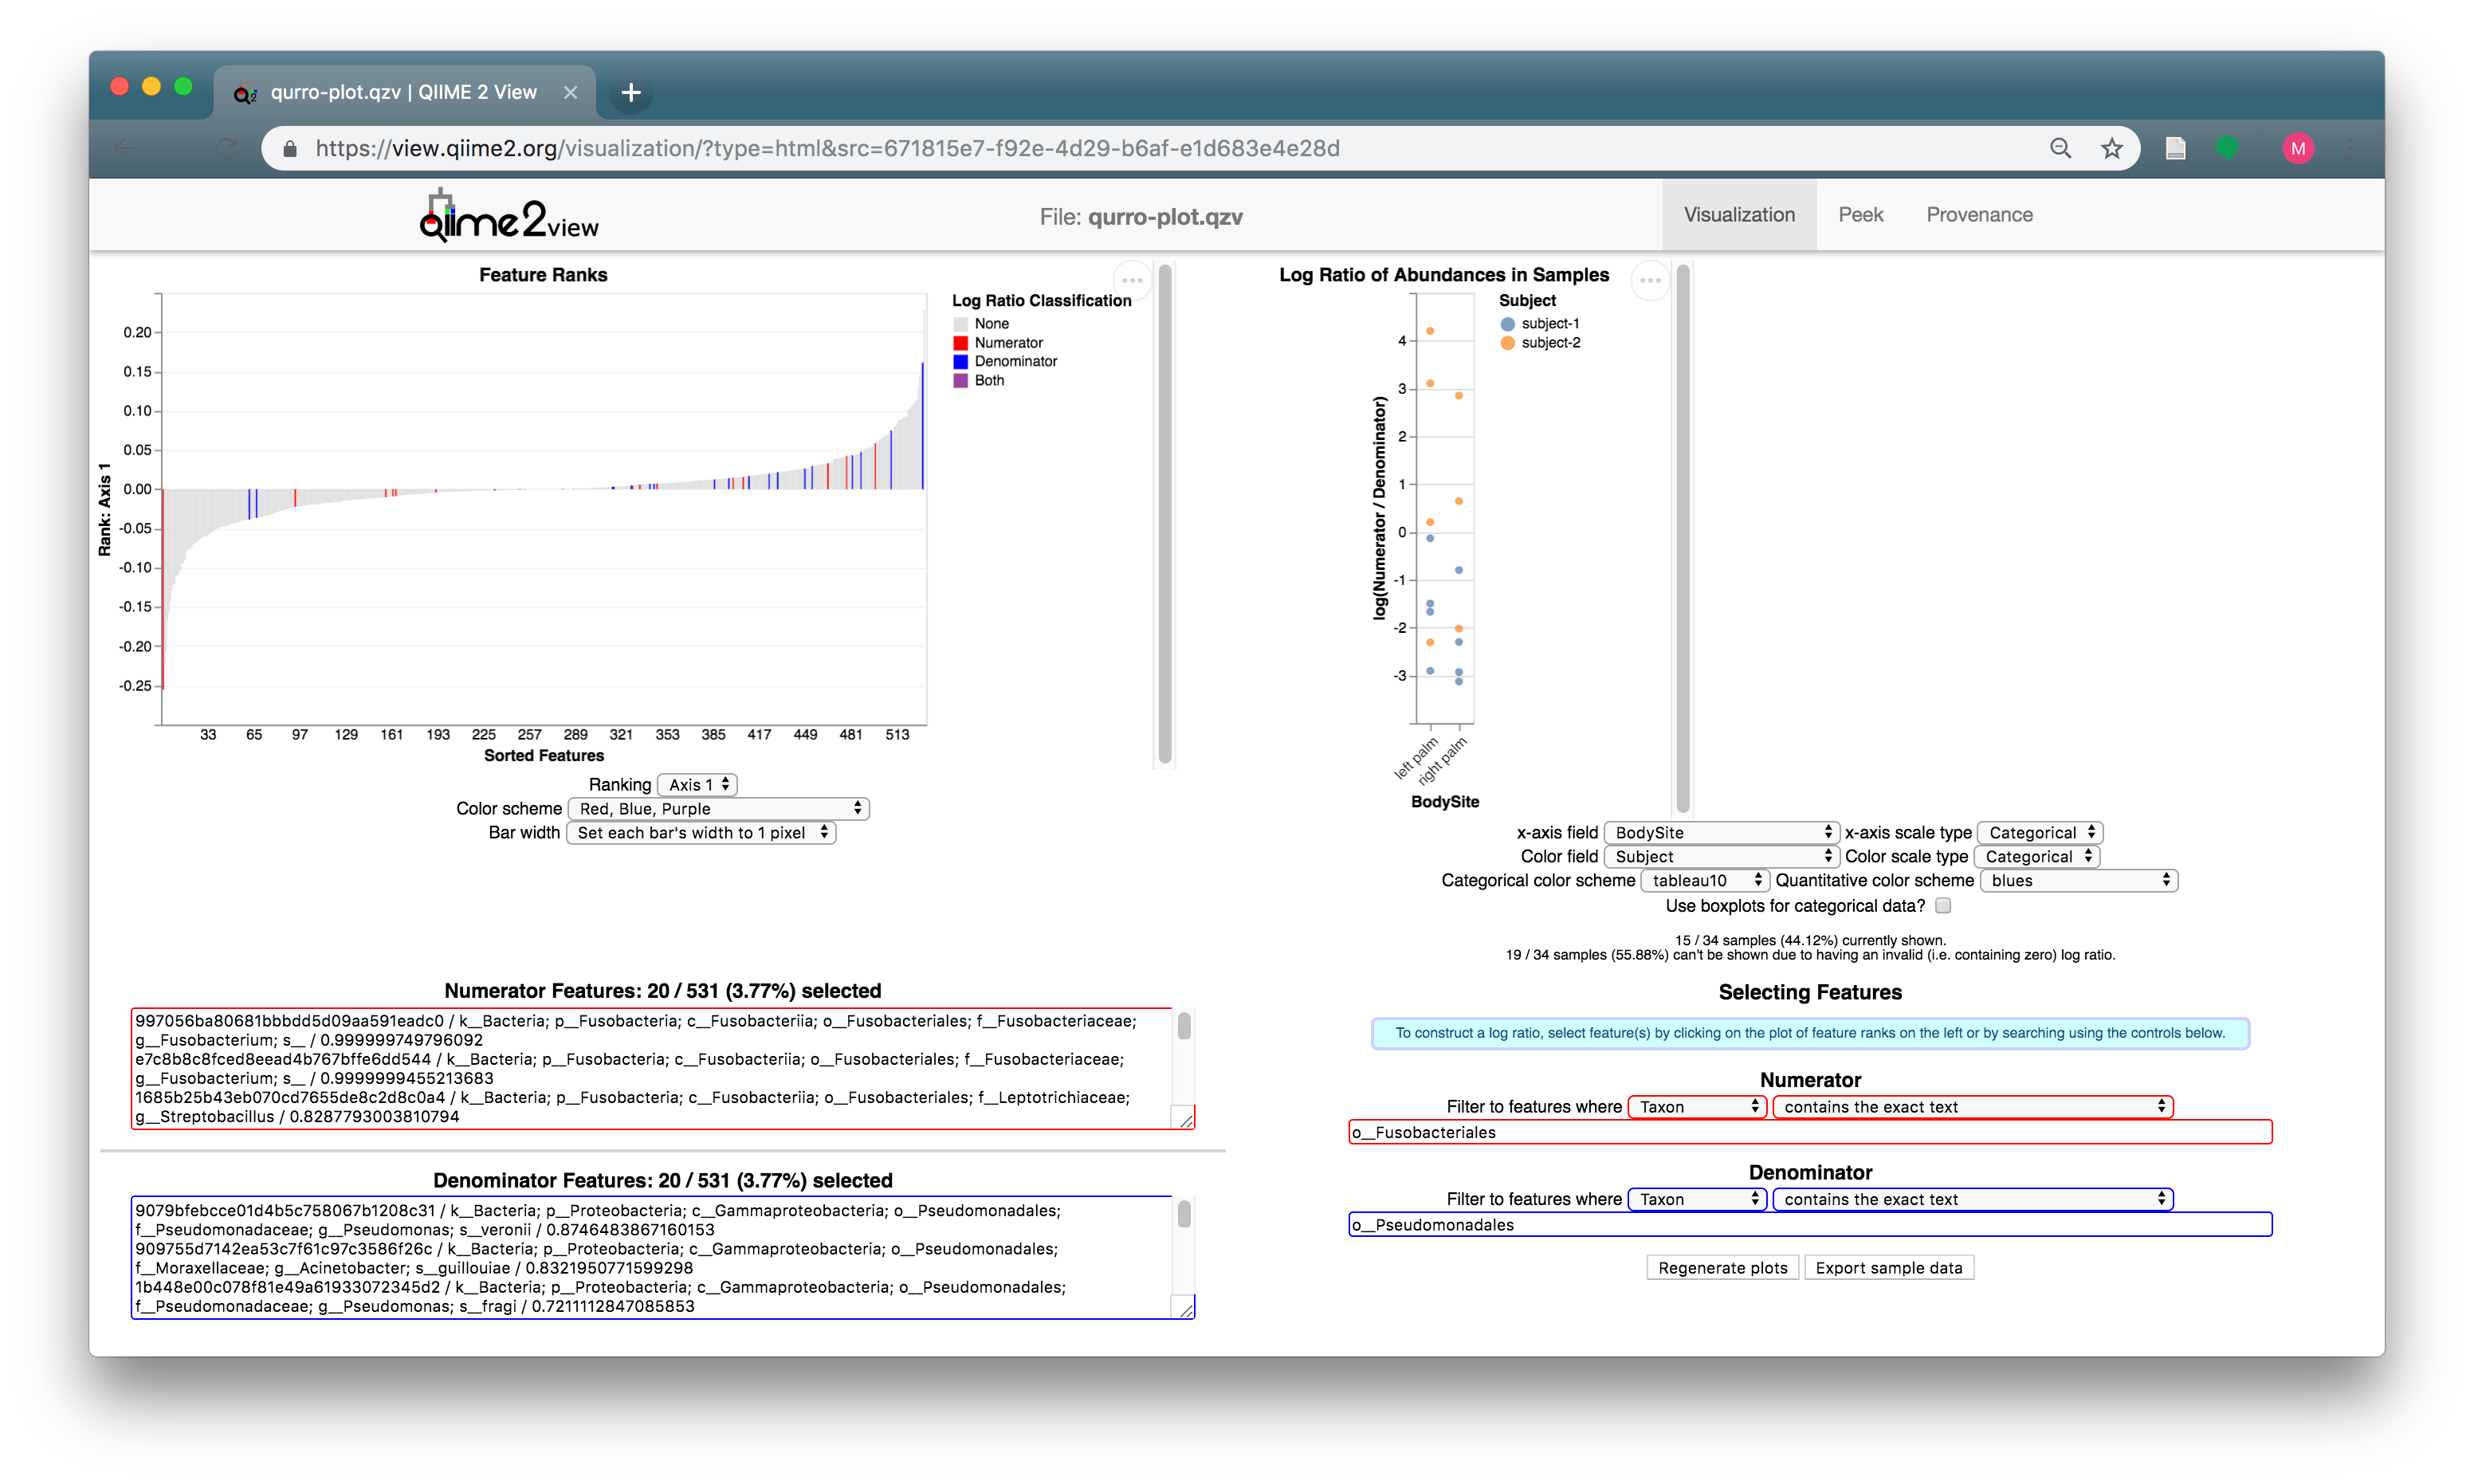 qurro-plot.qzv | QIIME 2 View
https://view.qiime2.org/visualization/?type=html&src=671815e7-f92e-4d29-b6af-e1d683e4e28d
M
qiime2view
File: qurro-plot.qzv
Visualization
Peek
Provenance
Feature Ranks
0.20
0.15
0.10
0.05
0.00
-0.05
-0.10
-0.15
-0.20
-0.25
Rank: Axis 1
33 65 97 129 161 193 225 257 289 321 353 385 417 449 481 513
Sorted Features
Log Ratio Classification
None
Numerator
Denominator
Both
Ranking Axis 1
Color scheme Red, Blue, Purple
Bar width Set each bar's width to 1 pixel
Log Ratio of Abundances in Samples
4
3
2
1
0
-1
-2
-3
log(Numerator / Denominator)
left palm
right palm
BodySite
Subject
subject-1
subject-2
x-axis field BodySite x-axis scale type Categorical
Color field Subject Color scale type Categorical
Categorical color scheme tableau10 Quantitative color scheme blues
Use boxplots for categorical data?
15 / 34 samples (44.12%) currently shown.
19 / 34 samples (55.88%) can't be shown due to having an invalid (i.e. containing zero) log ratio.
Numerator Features: 20 / 531 (3.77%) selected
997056ba80681bbbdd5d09aa591eadc0 / k__Bacteria; p__Fusobacteria; c__Fusobacteriia; o__Fusobacteriales; f__Fusobacteriaceae;
g__Fusobacterium; s__ / 0.999999749796092
e7c8b8c8fced8eead4b767bffe6dd544 / k__Bacteria; p__Fusobacteria; c__Fusobacteriia; o__Fusobacteriales; f__Fusobacteriaceae;
g__Fusobacterium; s__ / 0.9999999455213683
1685b25b43eb070cd7655de8c2d8c0a4 / k__Bacteria; p__Fusobacteria; c__Fusobacteriia; o__Fusobacteriales; f__Leptotrichiaceae;
g__Streptobacillus / 0.8287793003810794
Denominator Features: 20 / 531 (3.77%) selected
9079bfebcce01d4b5c758067b1208c31 / k__Bacteria; p__Proteobacteria; c__Gammaproteobacteria; o__Pseudomonadales;
f__Pseudomonadaceae; g__Pseudomonas; s__veronii / 0.8746483867160153
909755d7142ea53c7f61c97c3586f26c / k__Bacteria; p__Proteobacteria; c__Gammaproteobacteria; o__Pseudomonadales;
f__Moraxellaceae; g__Acinetobacter; s__guillouiae / 0.8321950771599298
1b448e00c078f81e49a61933072345d2 / k__Bacteria; p__Proteobacteria; c__Gammaproteobacteria; o__Pseudomonadales;
f__Pseudomonadaceae; g__Pseudomonas; s__fragi / 0.7211112847085853
Selecting Features
To construct a log ratio, select feature(s) by clicking on the plot of feature ranks on the left or by searching using the controls below.
Numerator
Filter to features where Taxon contains the exact text
o__Fusobacteriales
Denominator
Filter to features where Taxon contains the exact text
o__Pseudomonadales
Regenerate plots
Export sample data